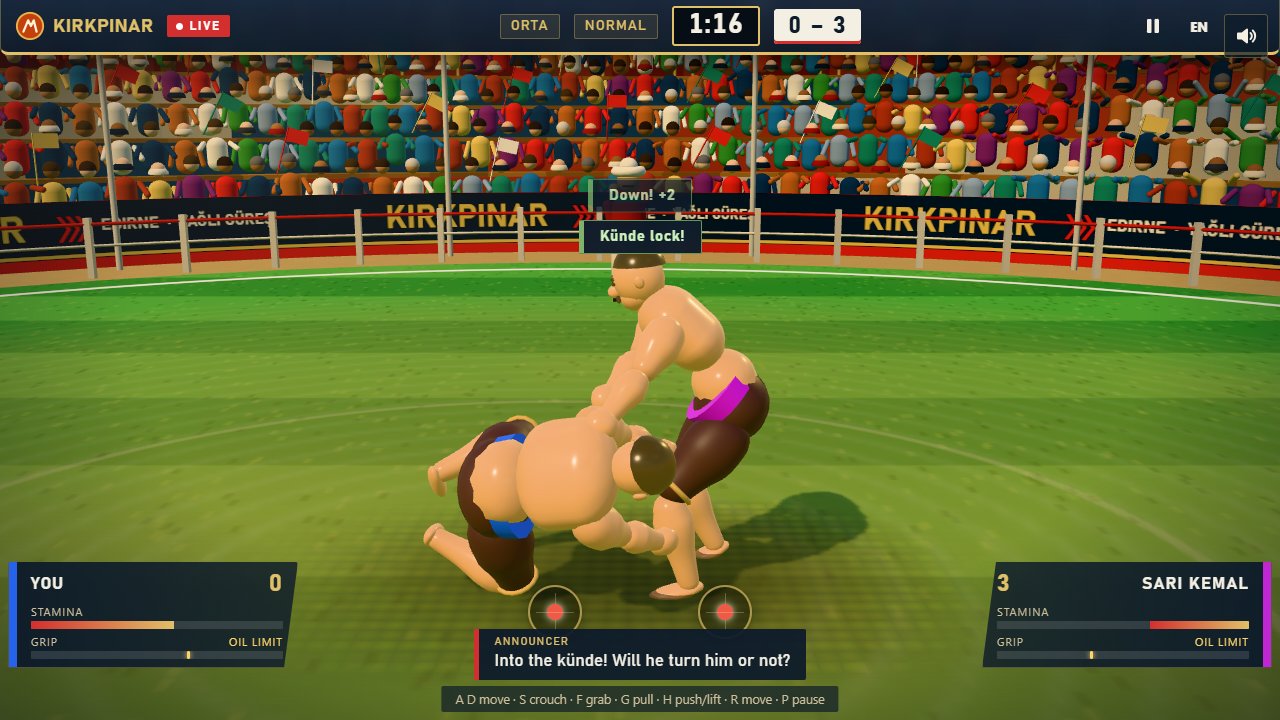 KIRKPINAR
LIVE
ORTA
NORMAL
1:16
0 – 3
EN
Down! +2
Künde lock!
KIRKPINAR
KIRKPINAR
EDIRNE
YOU
0
STAMINA
GRIP
OIL LIMIT
3
SARI KEMAL
STAMINA
GRIP
OIL LIMIT
ANNOUNCER
Into the künde! Will he turn him or not?
A D move · S crouch · F grab · G pull · H push/lift · R move · P pause